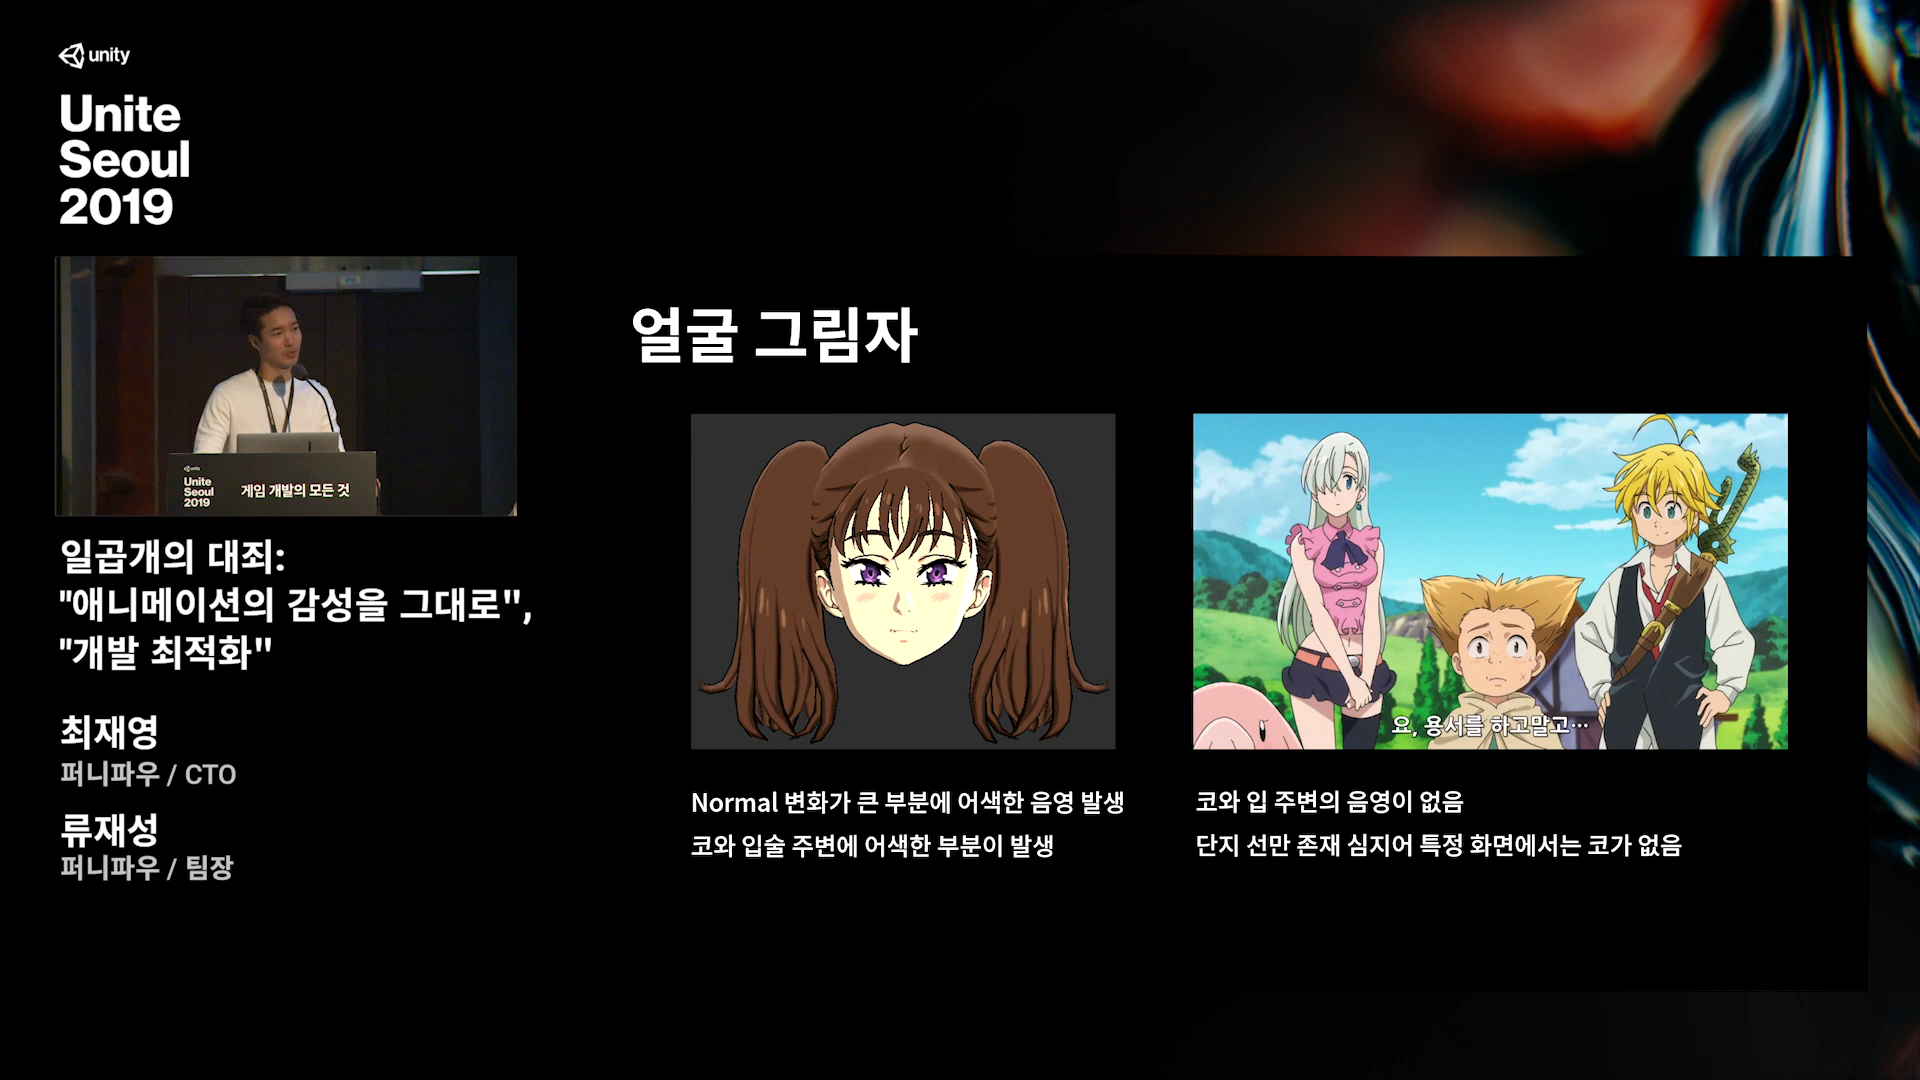 unity
Unite
Seoul
2019
unity
Unite
Seoul
2019
게임 개발의 모든 것
일곱개의 대죄:
"애니메이션의 감성을 그대로",
"개발 최적화"
최재영
퍼니파우 / CTO
류재성
퍼니파우 / 팀장
얼굴 그림자
요, 용서를 하고말고…
Normal 변화가 큰 부분에 어색한 음영 발생
코와 입술 주변에 어색한 부분이 발생
코와 입 주변의 음영이 없음
단지 선만 존재 심지어 특정 화면에서는 코가 없음